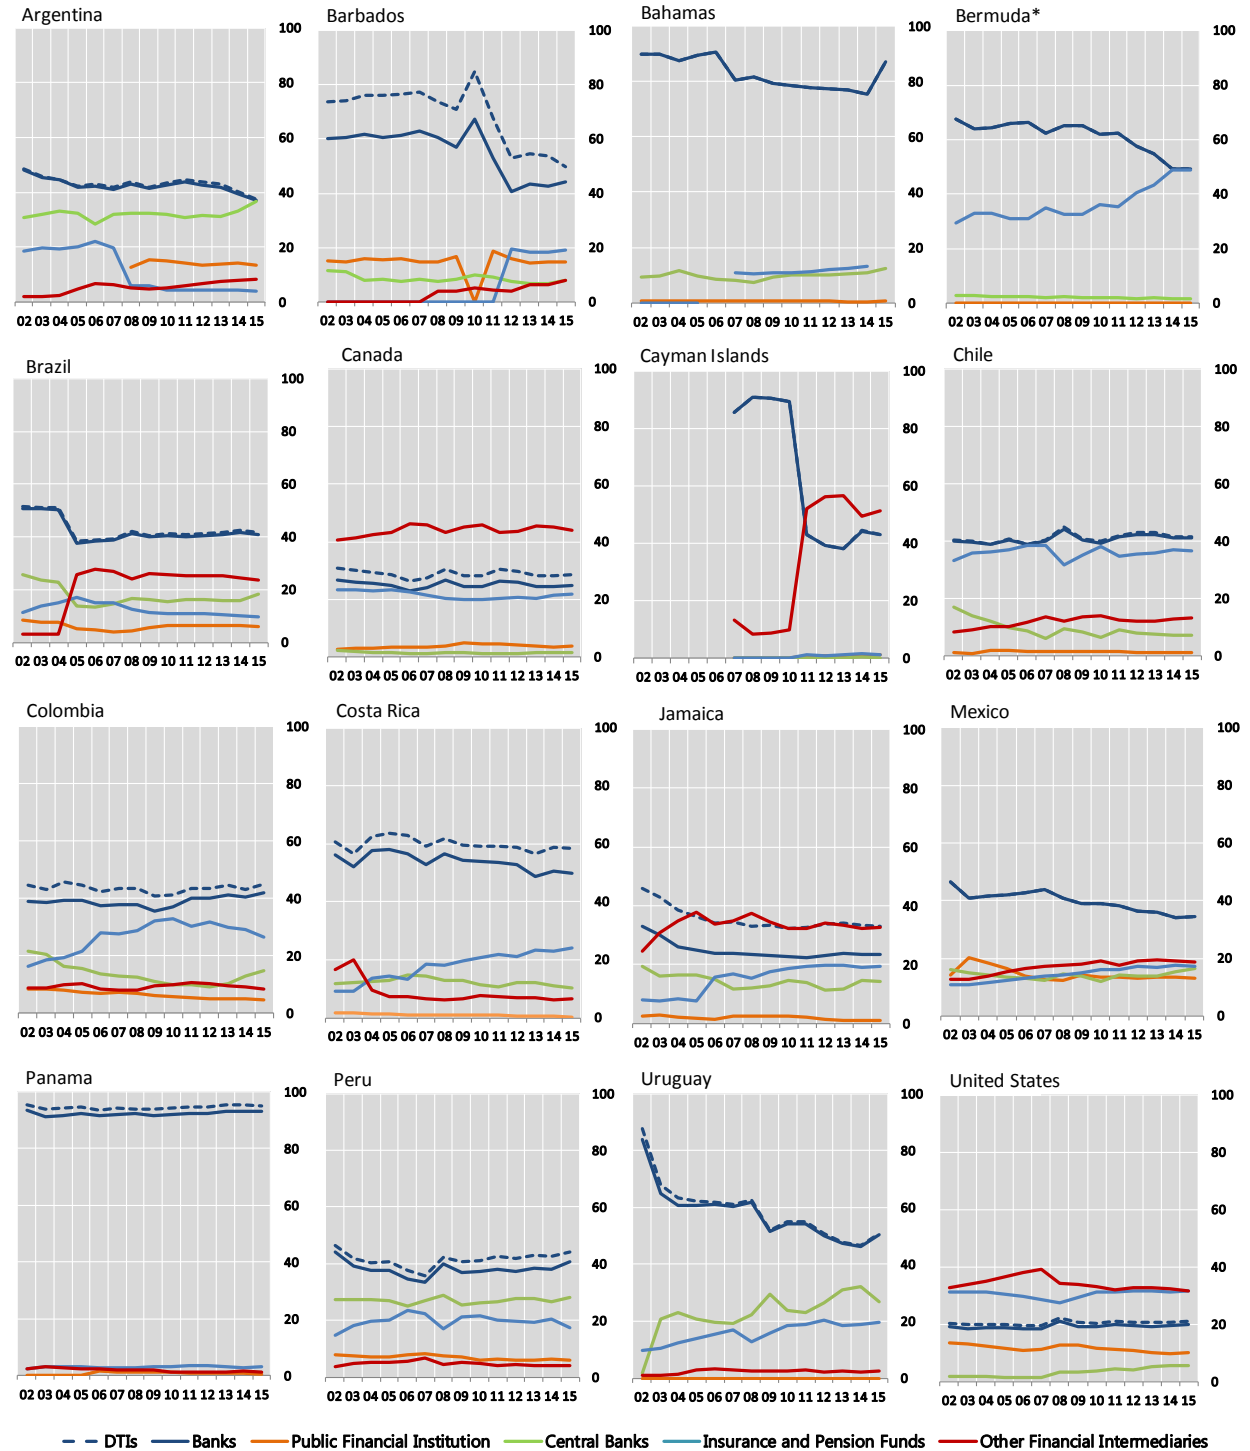 Argentina
100
80
60
40
20
0
02 03 04 05 06 07 08 09 10 11 12 13 14 15
Barbados
100
80
60
40
20
0
02 03 04 05 06 07 08 09 10 11 12 13 14 15
Bahamas
100
80
60
40
20
0
02 03 04 05 06 07 08 09 10 11 12 13 14 15
Bermuda*
100
80
60
40
20
0
02 03 04 05 06 07 08 09 10 11 12 13 14 15
Brazil
100
80
60
40
20
0
02 03 04 05 06 07 08 09 10 11 12 13 14 15
Canada
100
80
60
40
20
0
02 03 04 05 06 07 08 09 10 11 12 13 14 15
Cayman Islands
100
80
60
40
20
0
02 03 04 05 06 07 08 09 10 11 12 13 14 15
Chile
100
80
60
40
20
0
02 03 04 05 06 07 08 09 10 11 12 13 14 15
Colombia
100
80
60
40
20
0
02 03 04 05 06 07 08 09 10 11 12 13 14 15
Costa Rica
100
80
60
40
20
0
02 03 04 05 06 07 08 09 10 11 12 13 14 15
Jamaica
100
80
60
40
20
0
02 03 04 05 06 07 08 09 10 11 12 13 14 15
Mexico
100
80
60
40
20
0
02 03 04 05 06 07 08 09 10 11 12 13 14 15
Panama
100
80
60
40
20
0
02 03 04 05 06 07 08 09 10 11 12 13 14 15
Peru
100
80
60
40
20
0
02 03 04 05 06 07 08 09 10 11 12 13 14 15
Uruguay
100
80
60
40
20
0
02 03 04 05 06 07 08 09 10 11 12 13 14 15
United States
100
80
60
40
20
0
02 03 04 05 06 07 08 09 10 11 12 13 14 15
DTIs Banks Public Financial Institution Central Banks Insurance and Pension Funds Other Financial Intermediaries